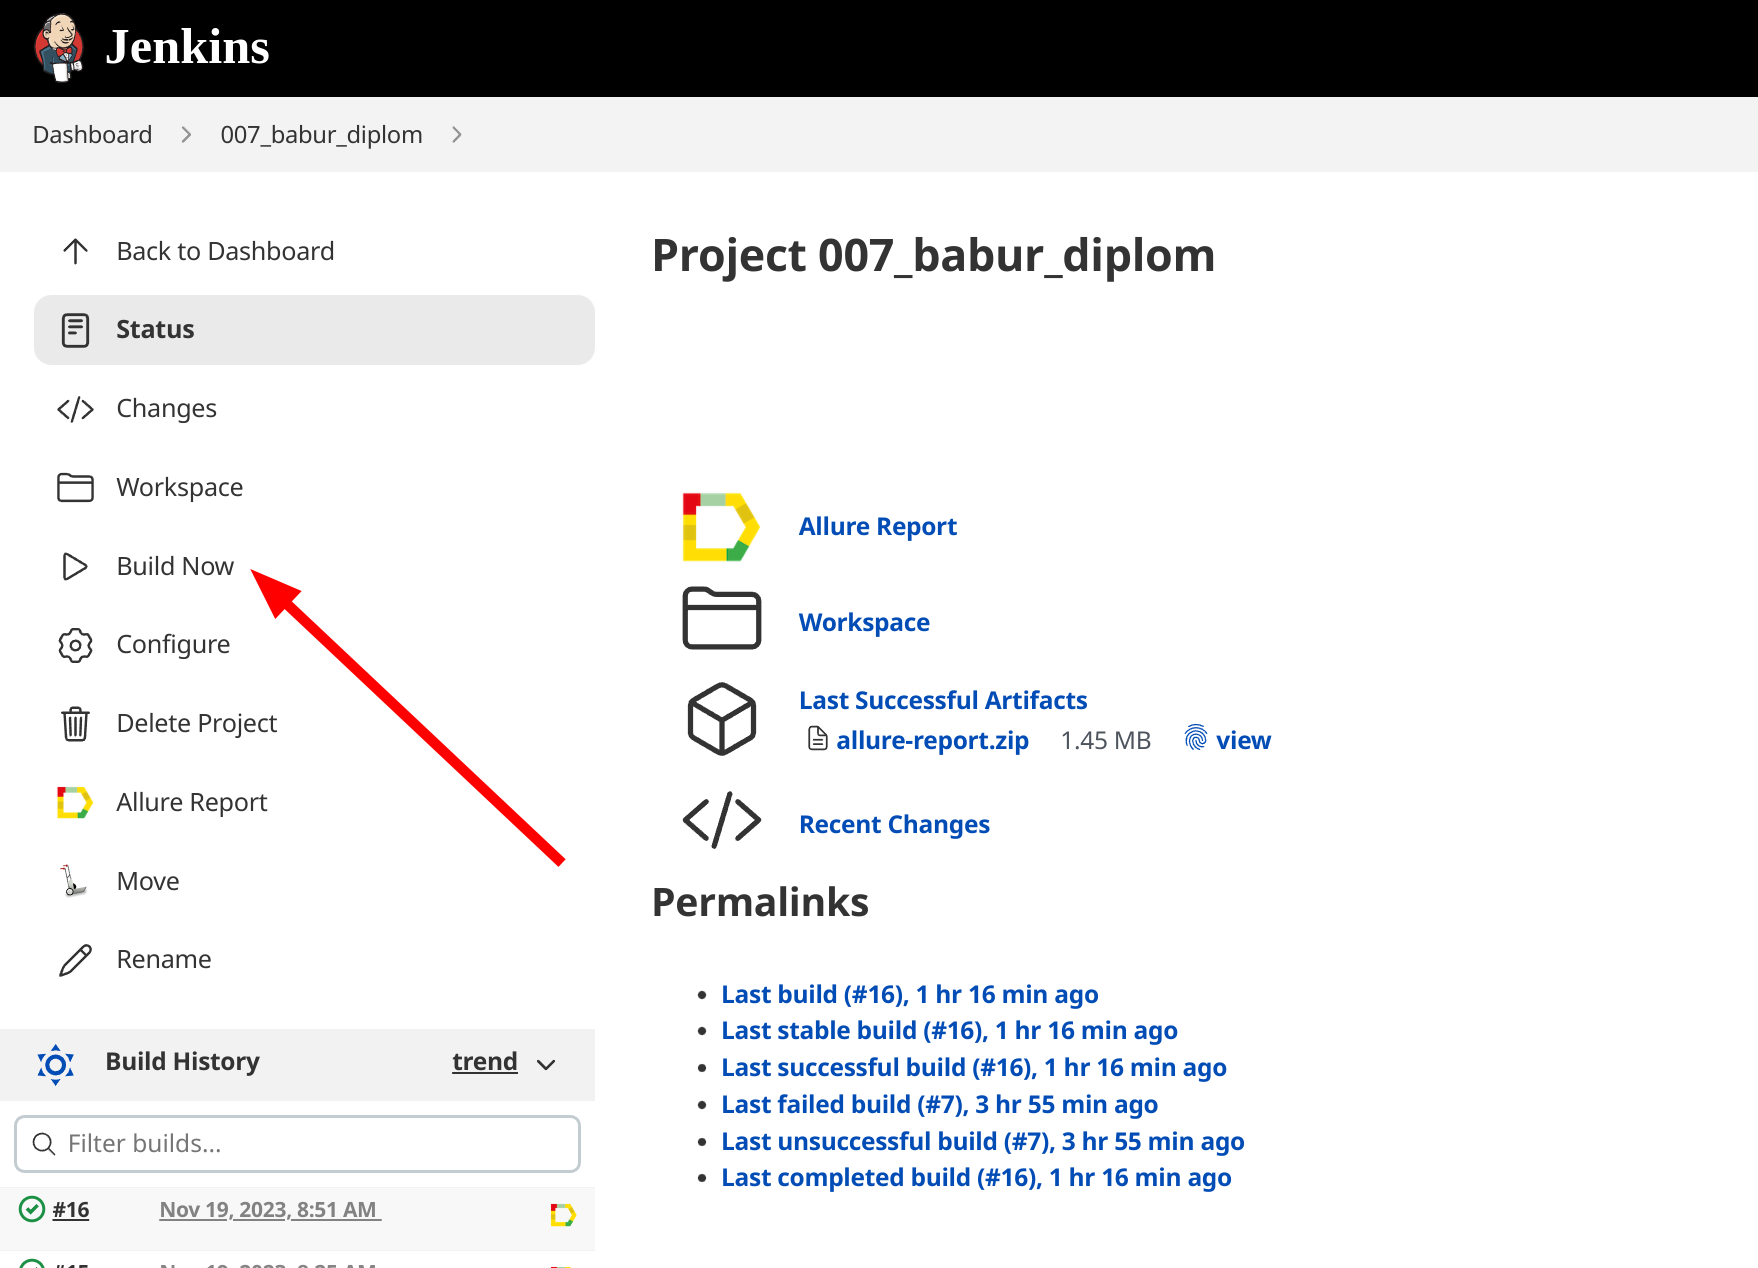 Jenkins
Dashboard
007_babur_diplom
Back to Dashboard
Status
Changes
Workspace
Build Now
Configure
Delete Project
Allure Report
Move
Rename
Build History
trend
Filter builds...
#16
Nov 19, 2023, 8:51 AM
Project 007_babur_diplom
Allure Report
Workspace
Last Successful Artifacts
allure-report.zip 1.45 MB view
Recent Changes
Permalinks
Last build (#16), 1 hr 16 min ago
Last stable build (#16), 1 hr 16 min ago
Last successful build (#16), 1 hr 16 min ago
Last failed build (#7), 3 hr 55 min ago
Last unsuccessful build (#7), 3 hr 55 min ago
Last completed build (#16), 1 hr 16 min ago